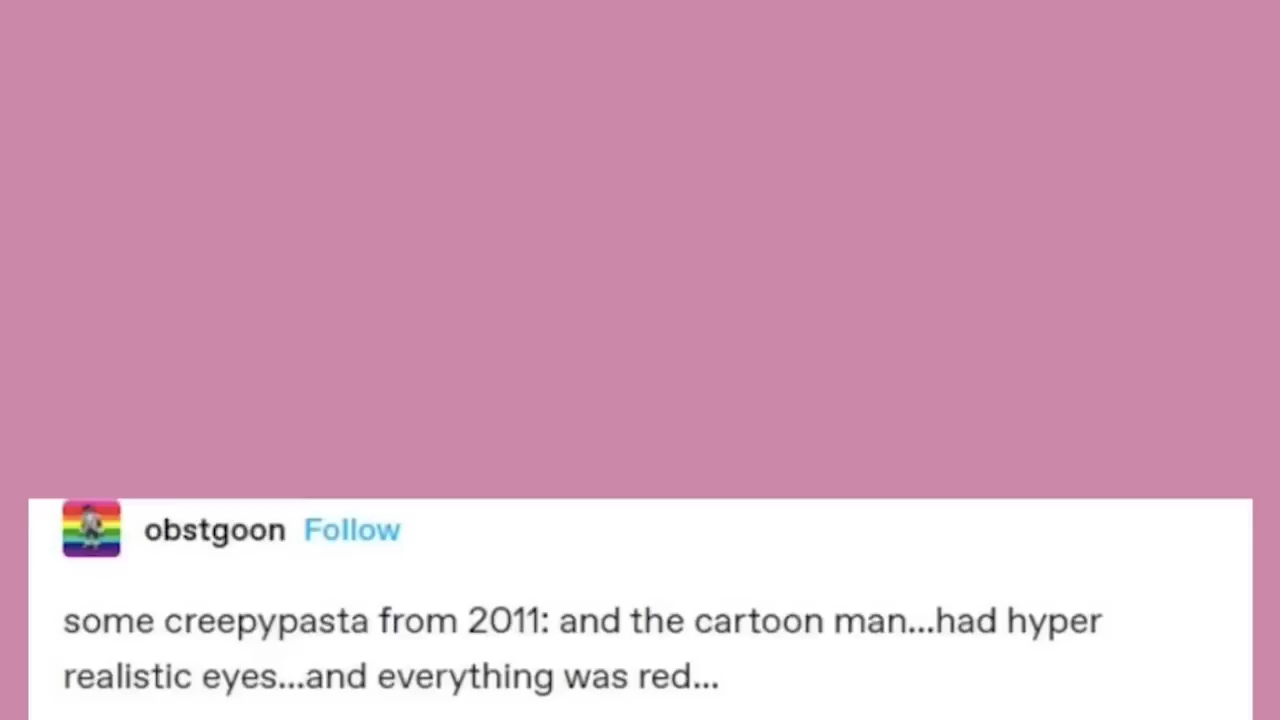 obstgoon Follow
some creepypasta from 2011: and the cartoon man...had hyper
realistic eyes...and everything was red...